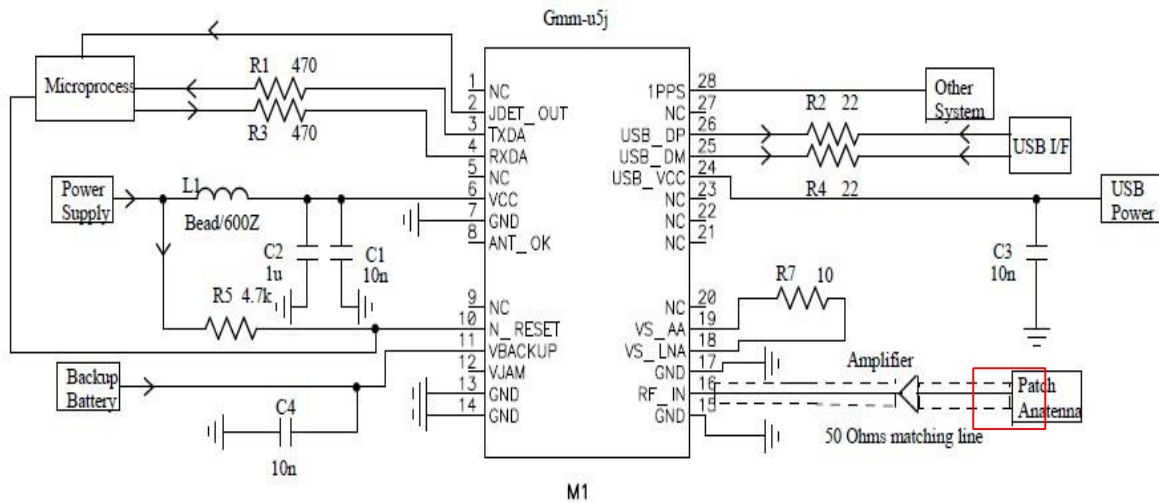 Gmm-u5j
Microprocess
R1 470
R3 470
1 NC
2 JDET_OUT
3 TXDA
4 RXDA
5 NC
6 VCC
7 GND
8 ANT_OK
9 NC
10 N_RESET
11 VBACKUP
12 VJAM
13 GND
14 GND
1PPS 28
NC 27
USB_DP 26
USB_DM 25
USB_VCC 24
NC 23
NC 22
NC 21
NC 20
VS_AA 19
VS_LNA 18
GND 17
RF_IN 16
GND 15
Other
System
R2 22
USB I/F
R4 22
USB
Power
Power
Supply
L1
Bead/600Z
C2
1u
C1
10n
C3
10n
R5 4.7k
R7 10
Backup
Battery
C4
10n
Amplifier
Patch
Anatenna
50 Ohms matching line
M1